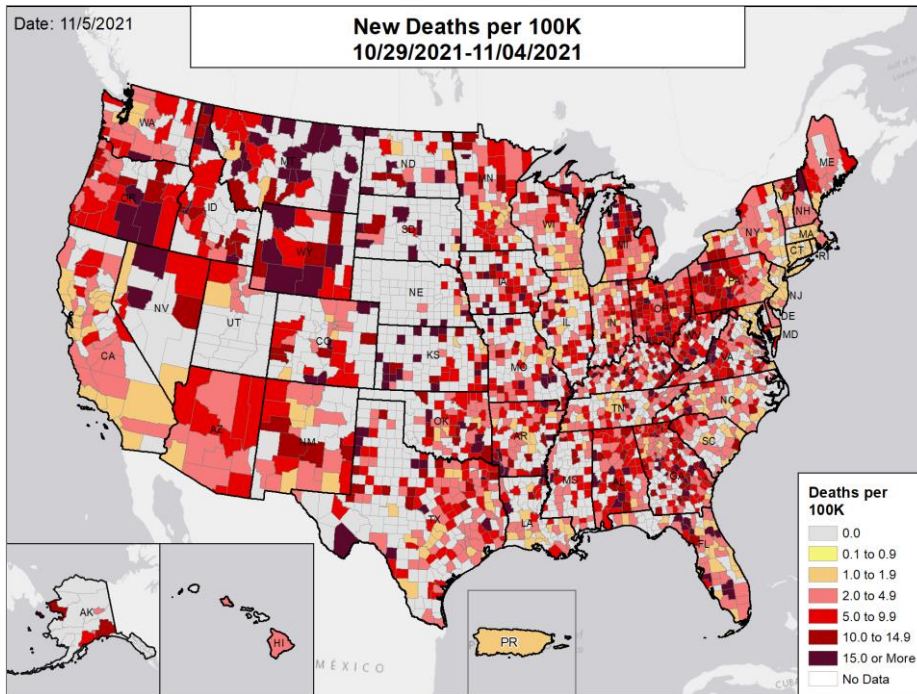 Date: 11/5/2021
New Deaths per 100K
10/29/2021-11/04/2021
WA
ND
MN
ME
ID
WI
NH
NY
SD
MI
MA
WY
CT
RI
IA
PA
NE
NJ
NV
OH
DE
UT
IL
IN
MD
CO
CA
KS
MO
VA
TN
NC
OK
AZ
NM
AR
SC
MS
AL
TX
LA
FL
AK
HI
PR
MÉXICO
Deaths per
100K
0.0
0.1 to 0.9
1.0 to 1.9
2.0 to 4.9
5.0 to 9.9
10.0 to 14.9
15.0 or More
No Data